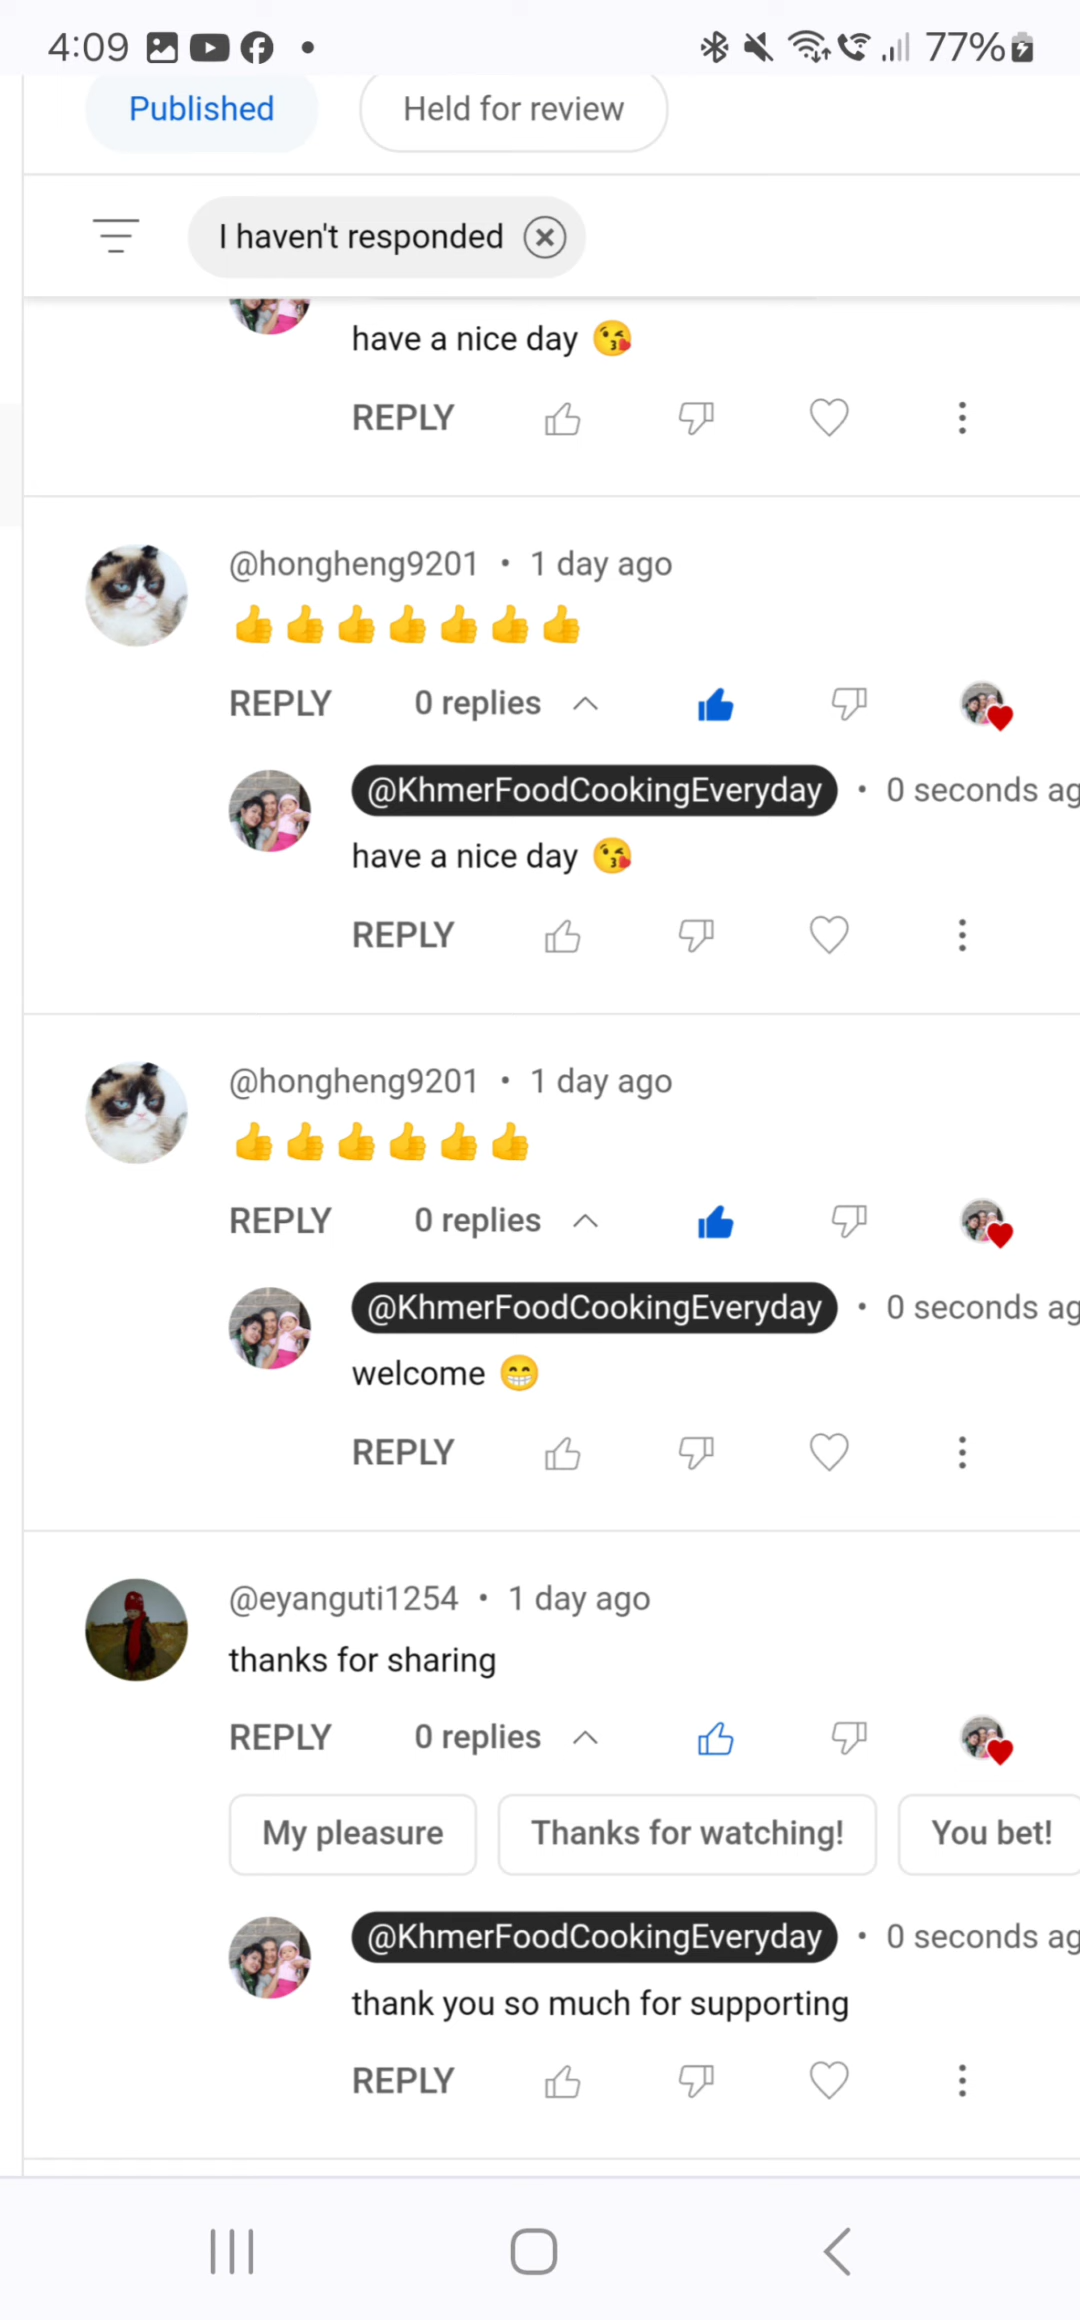 4:09 77%
Published Held for review
I haven't responded
have a nice day 😘
REPLY
@hongheng9201 • 1 day ago
👍👍👍👍👍👍👍
REPLY 0 replies
@KhmerFoodCookingEveryday • 0 seconds ag
have a nice day 😘
REPLY
@hongheng9201 • 1 day ago
👍👍👍👍👍👍
REPLY 0 replies
@KhmerFoodCookingEveryday • 0 seconds ag
welcome 😁
REPLY
@eyanguti1254 • 1 day ago
thanks for sharing
REPLY 0 replies
My pleasure Thanks for watching! You bet!
@KhmerFoodCookingEveryday • 0 seconds ag
thank you so much for supporting
REPLY